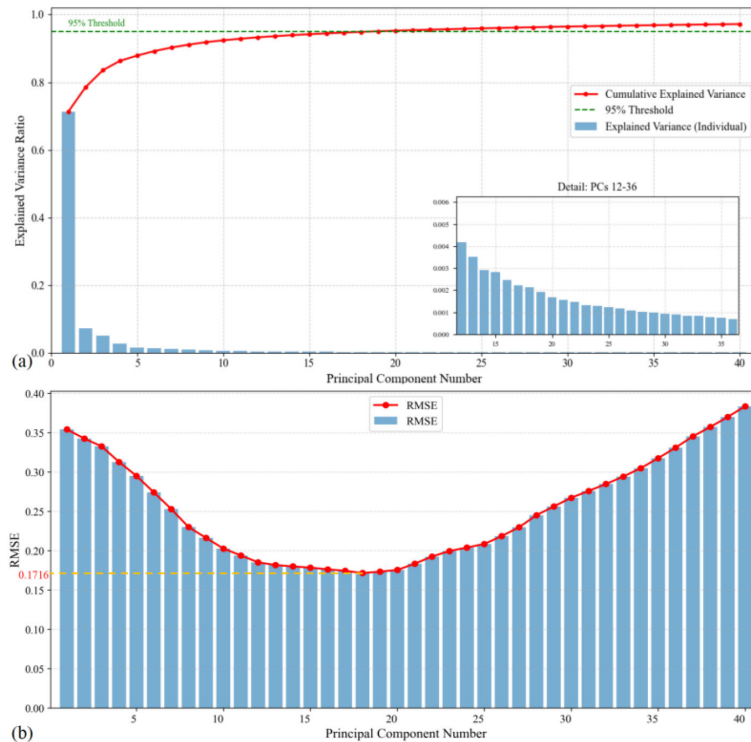 1.0
95% Threshold
0.8
0.6
0.4
0.2
0.0
Explained Variance Ratio
Cumulative Explained Variance
95% Threshold
Explained Variance (Individual)
Detail: PCs 12-36
0.006
0.005
0.004
0.003
0.002
0.001
0.000
15 20 25 30 35
0 5 10 15 20 25 30 35 40
Principal Component Number
(a)
0.40
0.35
0.30
0.25
0.20
0.1716
0.15
0.10
0.05
0.00
RMSE
RMSE
RMSE
5 10 15 20 25 30 35 40
Principal Component Number
(b)